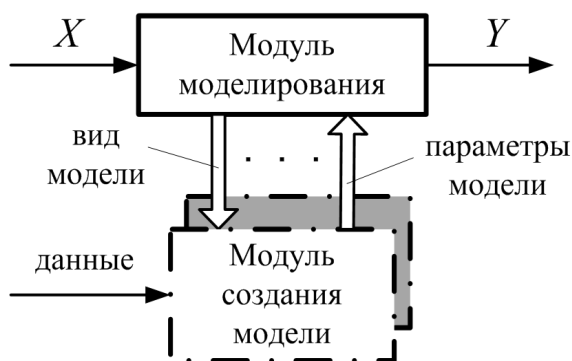 X
Модуль
моделирования
Y
вид
модели
. . .
параметры
модели
данные
Модуль
создания
модели